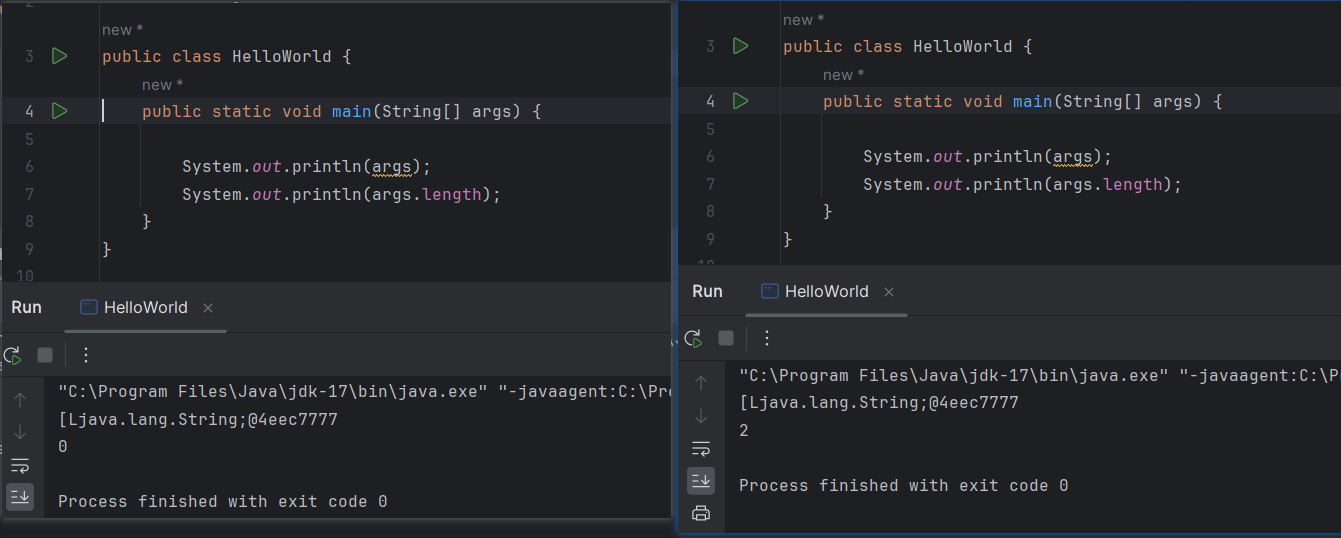 new *
3 public class HelloWorld {
new *
4 public static void main(String[] args) {
5
6 System.out.println(args);
7 System.out.println(args.length);
8 }
9 }
10
Run HelloWorld ×
"C:\Program Files\Java\jdk-17\bin\java.exe" "-javaagent:C:\Pro
[Ljava.lang.String;@4eec7777
0
Process finished with exit code 0
new *
3 public class HelloWorld {
new *
4 public static void main(String[] args) {
5
6 System.out.println(args);
7 System.out.println(args.length);
8 }
9 }
Run HelloWorld ×
"C:\Program Files\Java\jdk-17\bin\java.exe" "-javaagent:C:\P
[Ljava.lang.String;@4eec7777
2
Process finished with exit code 0